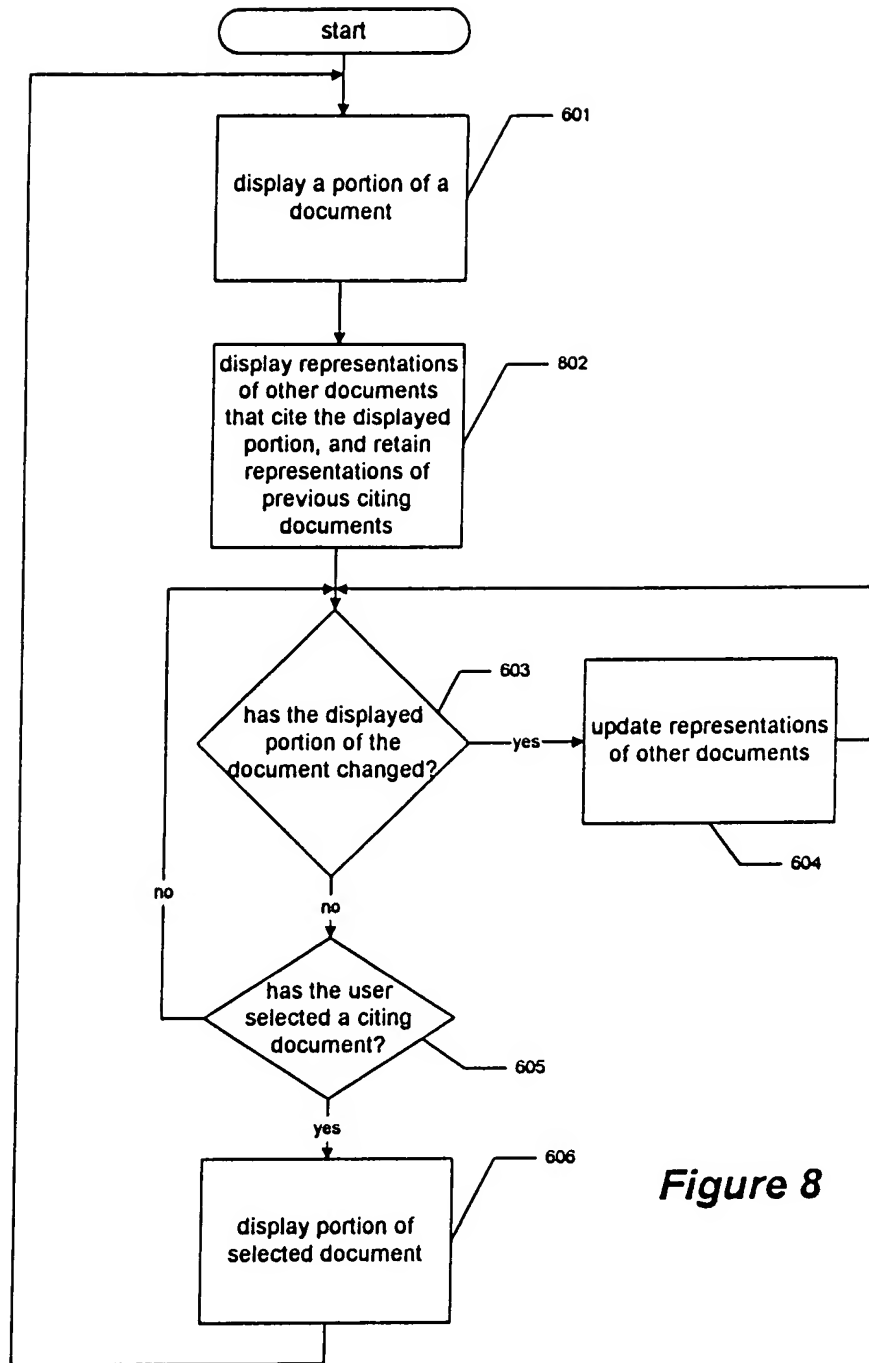 start
601
display a portion of a
document
display representations
of other documents
that cite the displayed
portion, and retain
representations of
previous citing
documents
802
has the displayed
portion of the
document changed?
603
yes
update representations
of other documents
604
no
no
has the user
selected a citing
document?
605
yes
display portion of
selected document
606
Figure 8